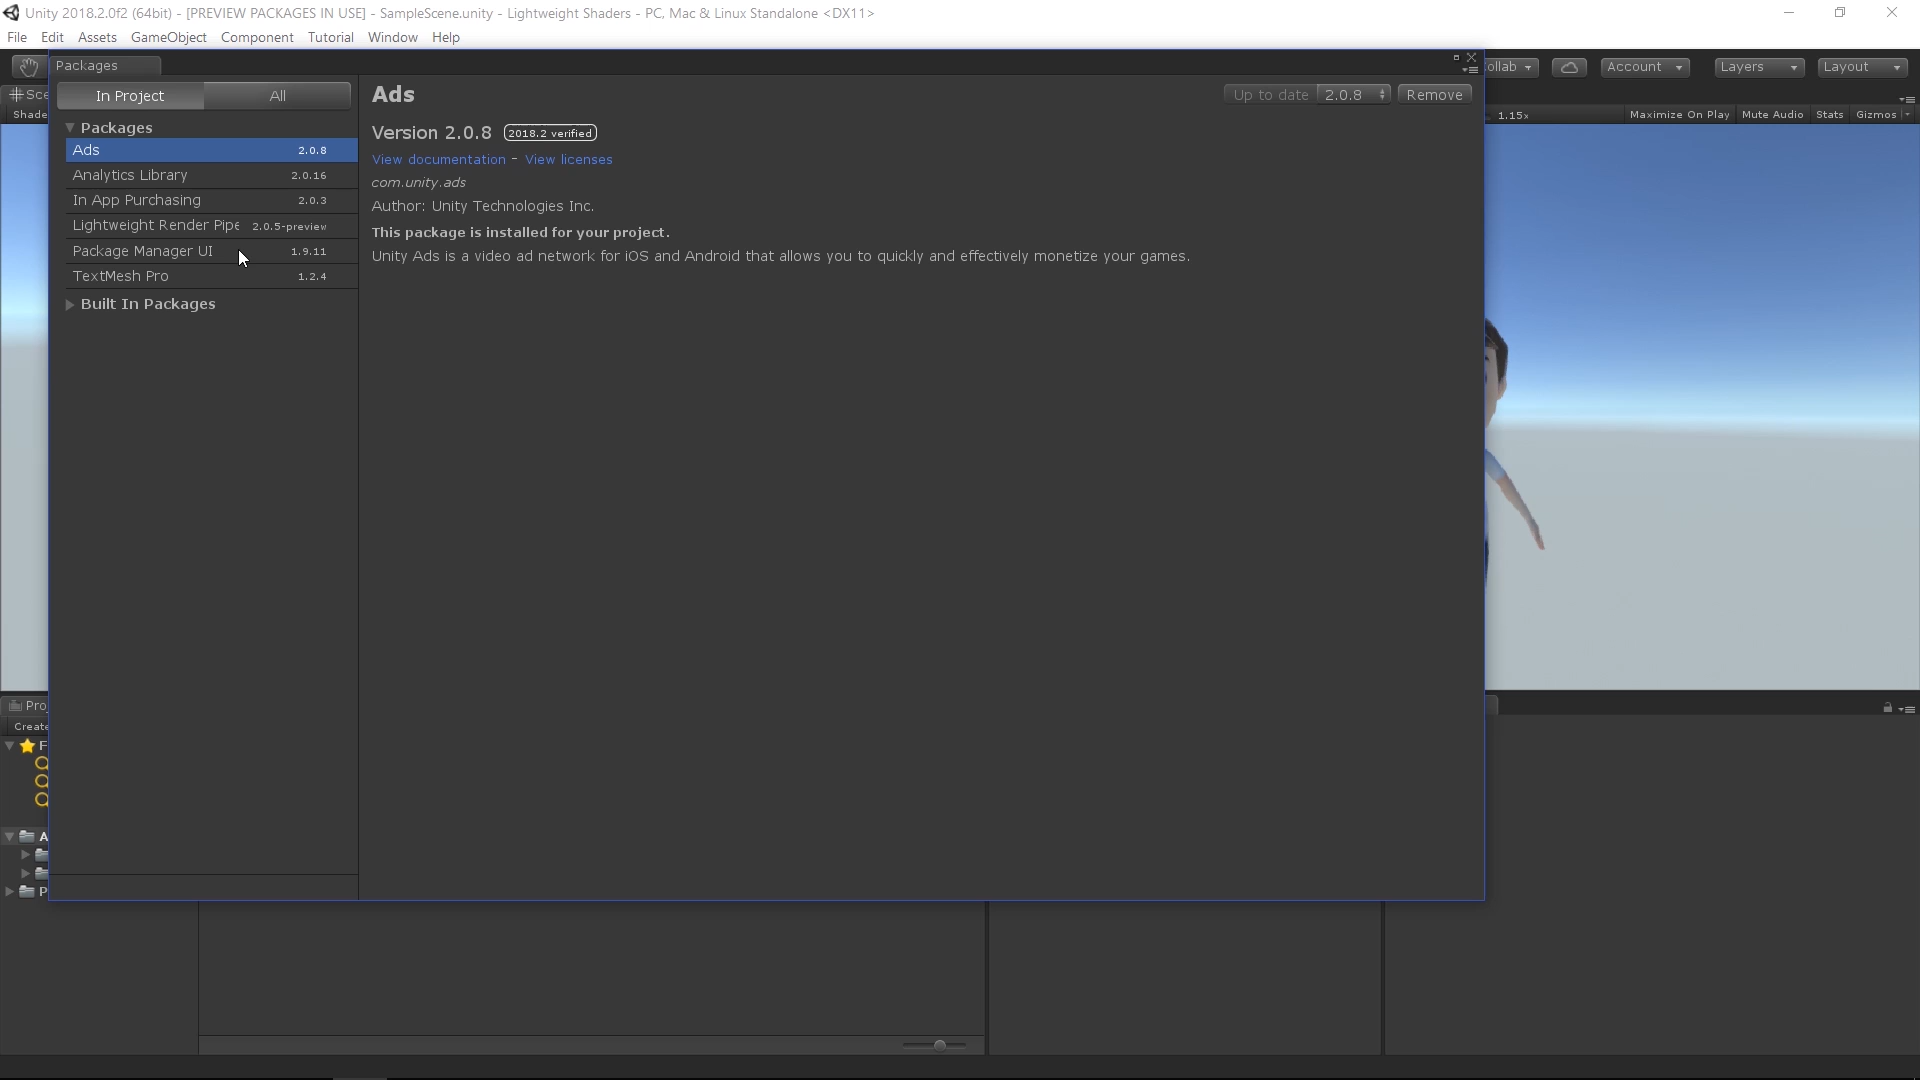 Unity 2018.2.0f2 (64bit) - [PREVIEW PACKAGES IN USE] - SampleScene.unity - Lightweight Shaders - PC, Mac & Linux Standalone <DX11>
File Edit Assets GameObject Component Tutorial Window Help
Packages
ollab Account Layers Layout
In Project All
Sce
Shade
1.15x Maximize On Play Mute Audio Stats Gizmos
Ads Up to date 2.0.8 Remove
Packages
Ads 2.0.8
Analytics Library 2.0.16
In App Purchasing 2.0.3
Lightweight Render Pipe 2.0.5-preview
Package Manager UI 1.9.11
TextMesh Pro 1.2.4
Built In Packages
Version 2.0.8 2018.2 verified
View documentation - View licenses
com.unity.ads
Author: Unity Technologies Inc.
This package is installed for your project.
Unity Ads is a video ad network for iOS and Android that allows you to quickly and effectively monetize your games.
Pro
Create
F
A
P